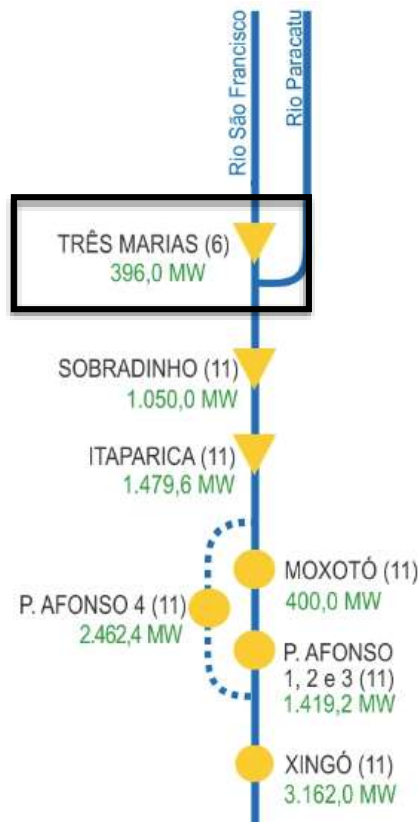 Rio São Francisco
Rio Paracatu
TRÊS MARIAS (6)
396,0 MW
SOBRADINHO (11)
1.050,0 MW
ITAPARICA (11)
1.479,6 MW
MOXOTÓ (11)
400,0 MW
P. AFONSO 4 (11)
2.462,4 MW
P. AFONSO
1, 2 e 3 (11)
1.419,2 MW
XINGÓ (11)
3.162,0 MW